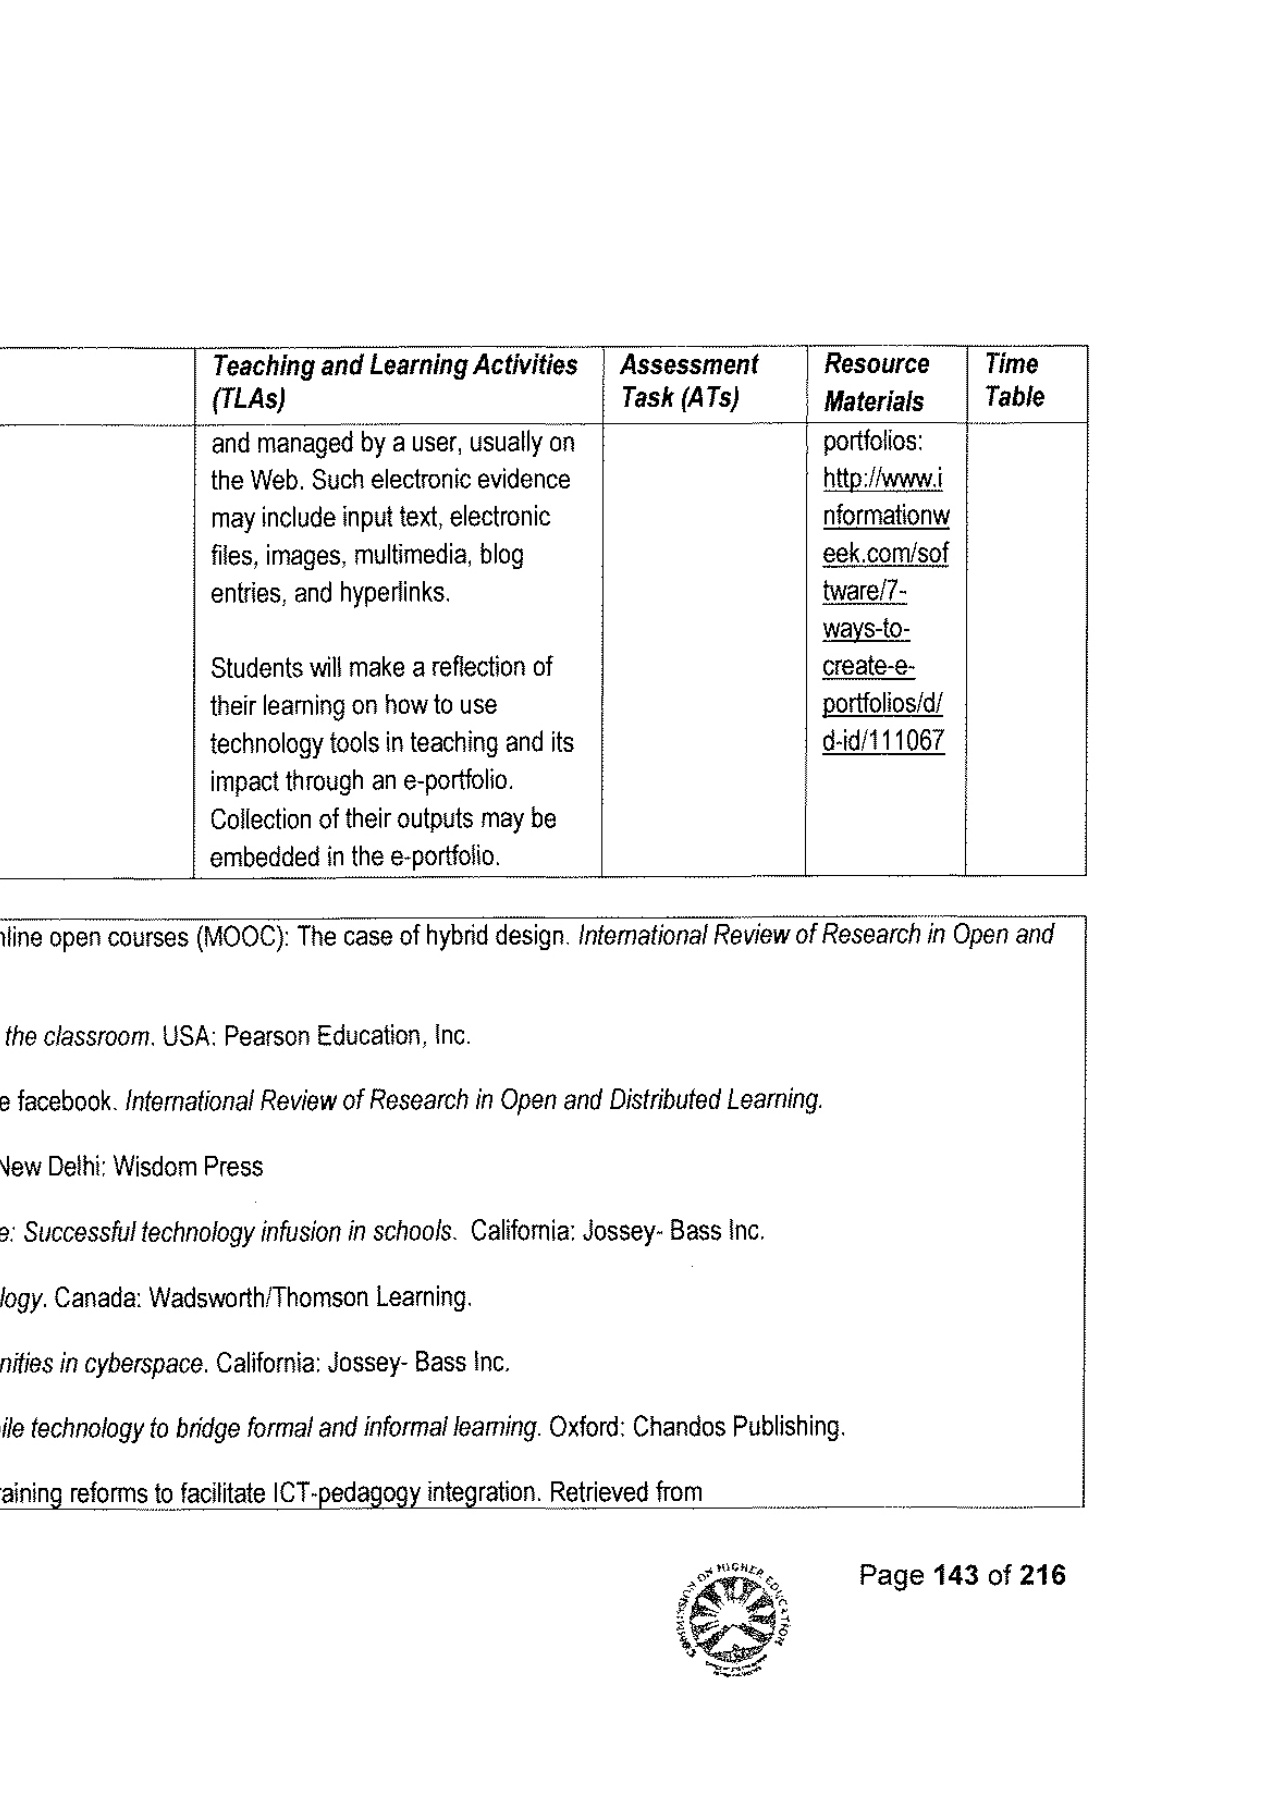 Teaching and Learning Activities
(TLAs)
Assessment
Task (ATs)
Resource
Materials
Time
Table
and managed by a user, usually on
the Web. Such electronic evidence
may include input text, electronic
files, images, multimedia, blog
entries, and hyperlinks.
Students will make a reflection of
their learning on how to use
technology tools in teaching and its
impact through an e-portfolio.
Collection of their outputs may be
embedded in the e-portfolio.
portfolios:
http://www.i
nformationw
eek.com/sof
tware/7-
ways-to-
create-e-
portfolios/d/
d-id/111067
nline open courses (MOOC): The case of hybrid design. International Review of Research in Open and
the classroom. USA: Pearson Education, Inc.
e facebook. International Review of Research in Open and Distributed Learning.
New Delhi: Wisdom Press
e: Successful technology infusion in schools. California: Jossey- Bass Inc.
logy. Canada: Wadsworth/Thomson Learning.
nities in cyberspace. California: Jossey- Bass Inc.
ile technology to bridge formal and informal learning. Oxford: Chandos Publishing.
raining reforms to facilitate ICT-pedagogy integration. Retrieved from
COMMISSION ON HIGHER EDUCATION
Page 143 of 216